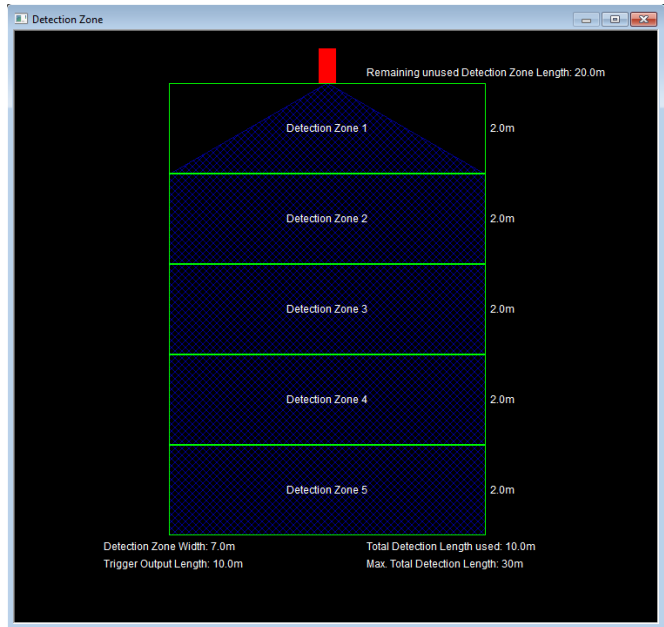 Detection Zone
Remaining unused Detection Zone Length: 20.0m
Detection Zone 1
2.0m
Detection Zone 2
2.0m
Detection Zone 3
2.0m
Detection Zone 4
2.0m
Detection Zone 5
2.0m
Detection Zone Width: 7.0m
Total Detection Length used: 10.0m
Trigger Output Length: 10.0m
Max. Total Detection Length: 30m